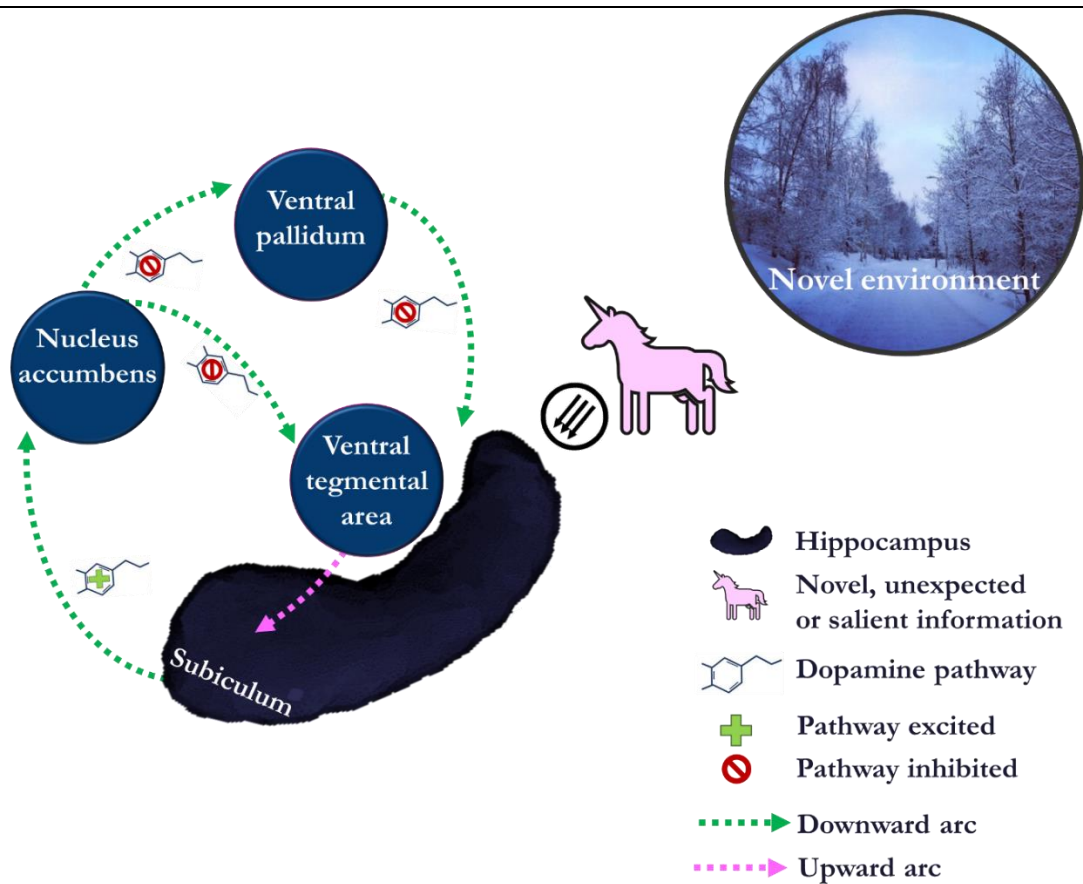 Ventral
pallidum
Novel environment
Nucleus
accumbens
Ventral
tegmental
area
Subiculum
Hippocampus
Novel, unexpected
or salient information
Dopamine pathway
Pathway excited
Pathway inhibited
Downward arc
Upward arc